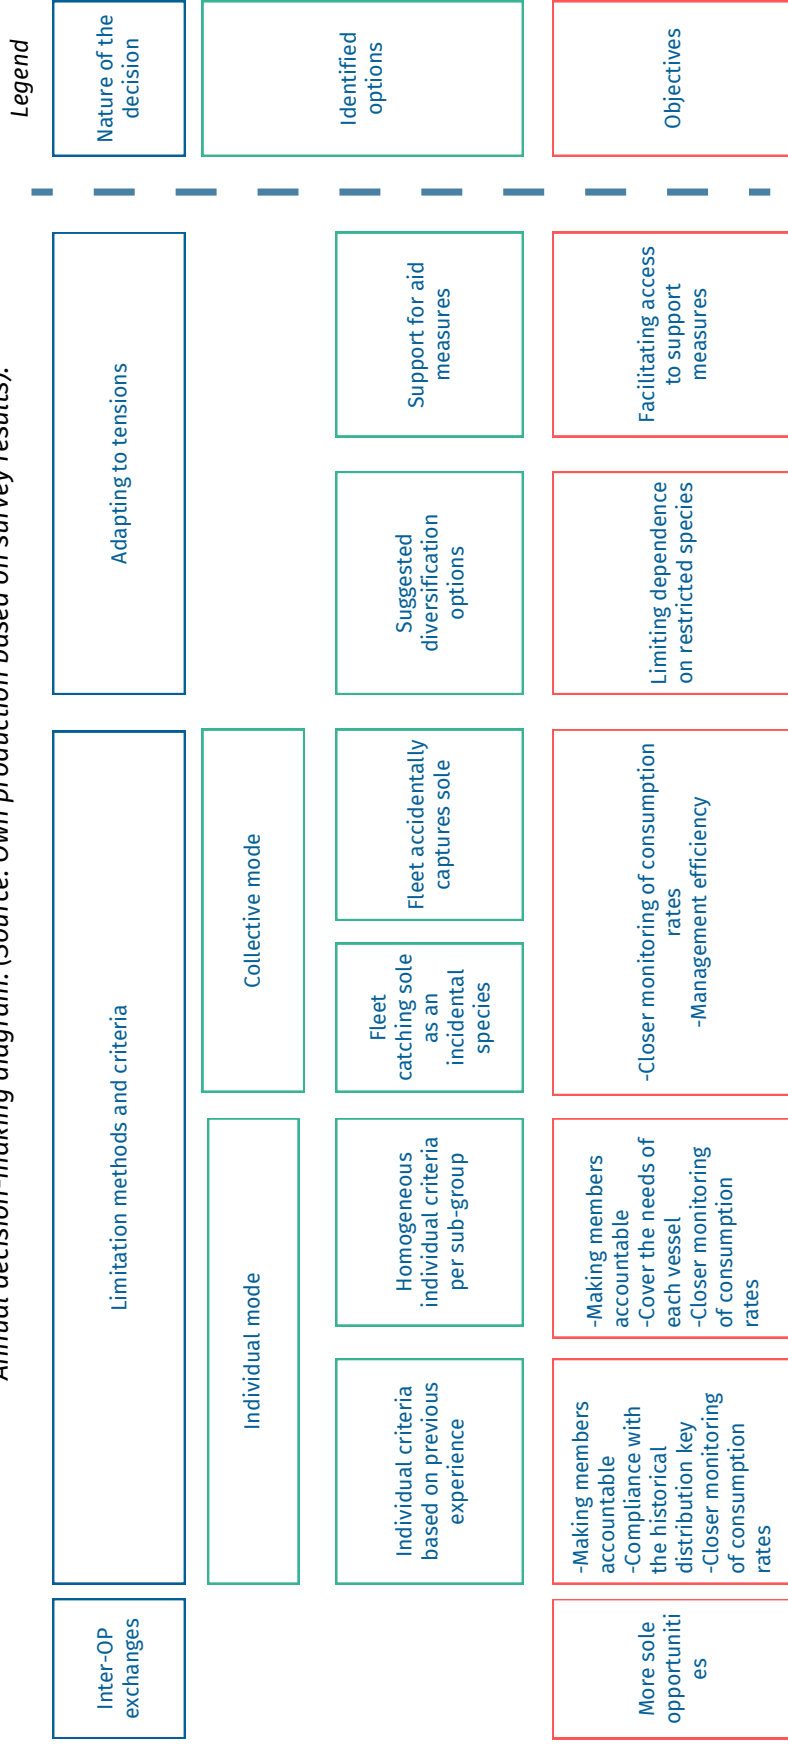 Annual decision-making diagram. (Source: Own production based on survey results).
Legend
Inter-OP
exchanges
Limitation methods and criteria
Adapting to tensions
Nature of the
decision
Individual mode
Collective mode
Identified
options
Individual criteria
based on previous
experience
Homogeneous
individual criteria
per sub-group
Fleet
catching sole
as an
incidental
species
Fleet accidentally
captures sole
Suggested
diversification
options
Support for aid
measures
More sole
opportuniti
es
-Making members
accountable
-Compliance with
the historical
distribution key
-Closer monitoring
of consumption
rates
-Making members
accountable
-Cover the needs of
each vessel
-Closer monitoring
of consumption
rates
-Closer monitoring of consumption
rates
-Management efficiency
Limiting dependence
on restricted species
Facilitating access
to support
measures
Objectives